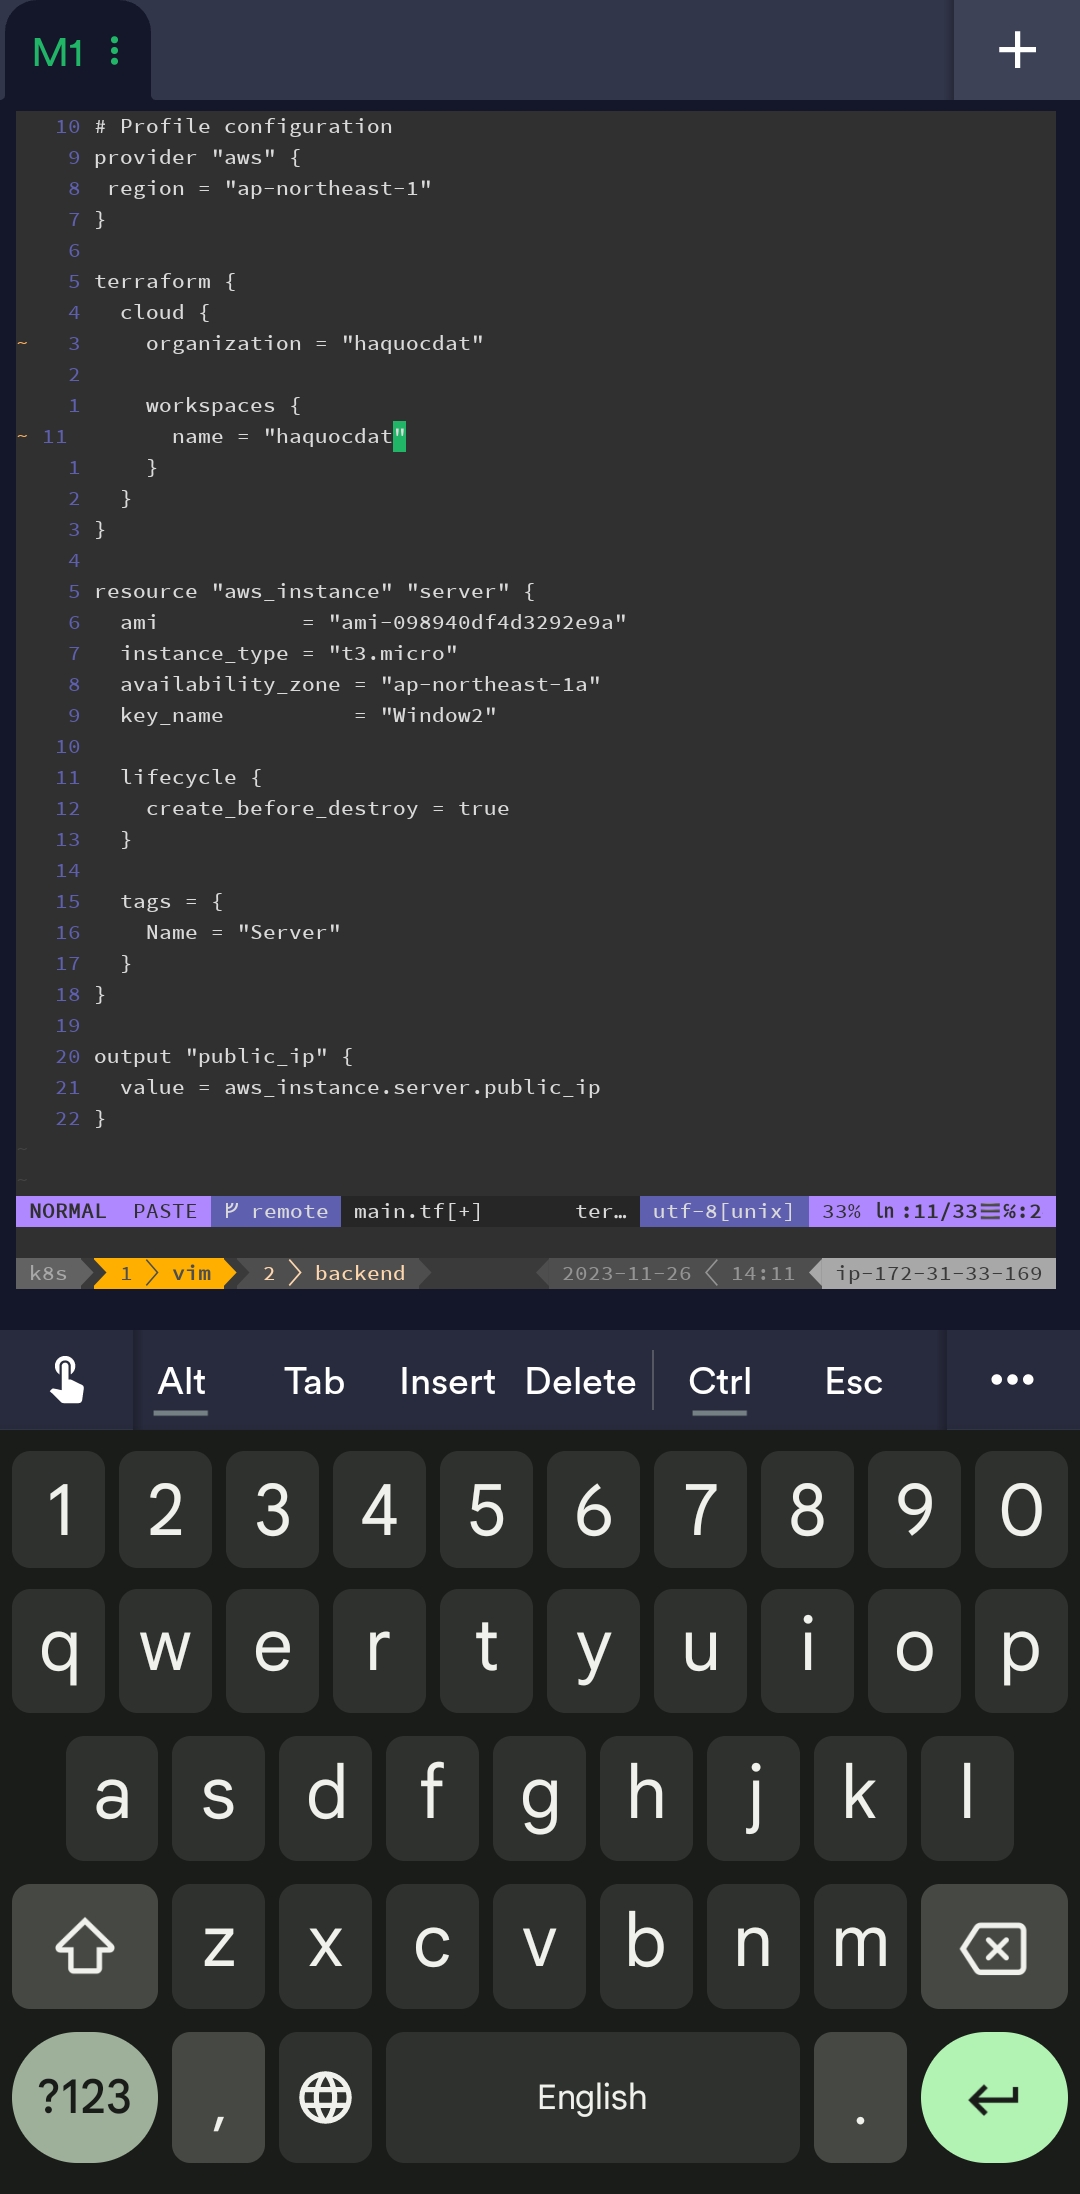 M1
10 # Profile configuration
9 provider "aws" {
8  region = "ap-northeast-1"
7 }
6
5 terraform {
4   cloud {
~ 3     organization = "haquocdat"
2
1     workspaces {
~ 11       name = "haquocdat"
1     }
2   }
3 }
4
5 resource "aws_instance" "server" {
6   ami           = "ami-098940df4d3292e9a"
7   instance_type = "t3.micro"
8   availability_zone = "ap-northeast-1a"
9   key_name          = "Window2"
10
11   lifecycle {
12     create_before_destroy = true
13   }
14
15   tags = {
16     Name = "Server"
17   }
18 }
19
20 output "public_ip" {
21   value = aws_instance.server.public_ip
22 }
~
~
NORMAL PASTE remote main.tf[+] ter… utf-8[unix] 33% ln :11/33☰%:2
k8s 1 vim 2 backend 2023-11-26 14:11 ip-172-31-33-169
Alt Tab Insert Delete Ctrl Esc
1 2 3 4 5 6 7 8 9 0
q w e r t y u i o p
a s d f g h j k l
z x c v b n m
?123 , English .